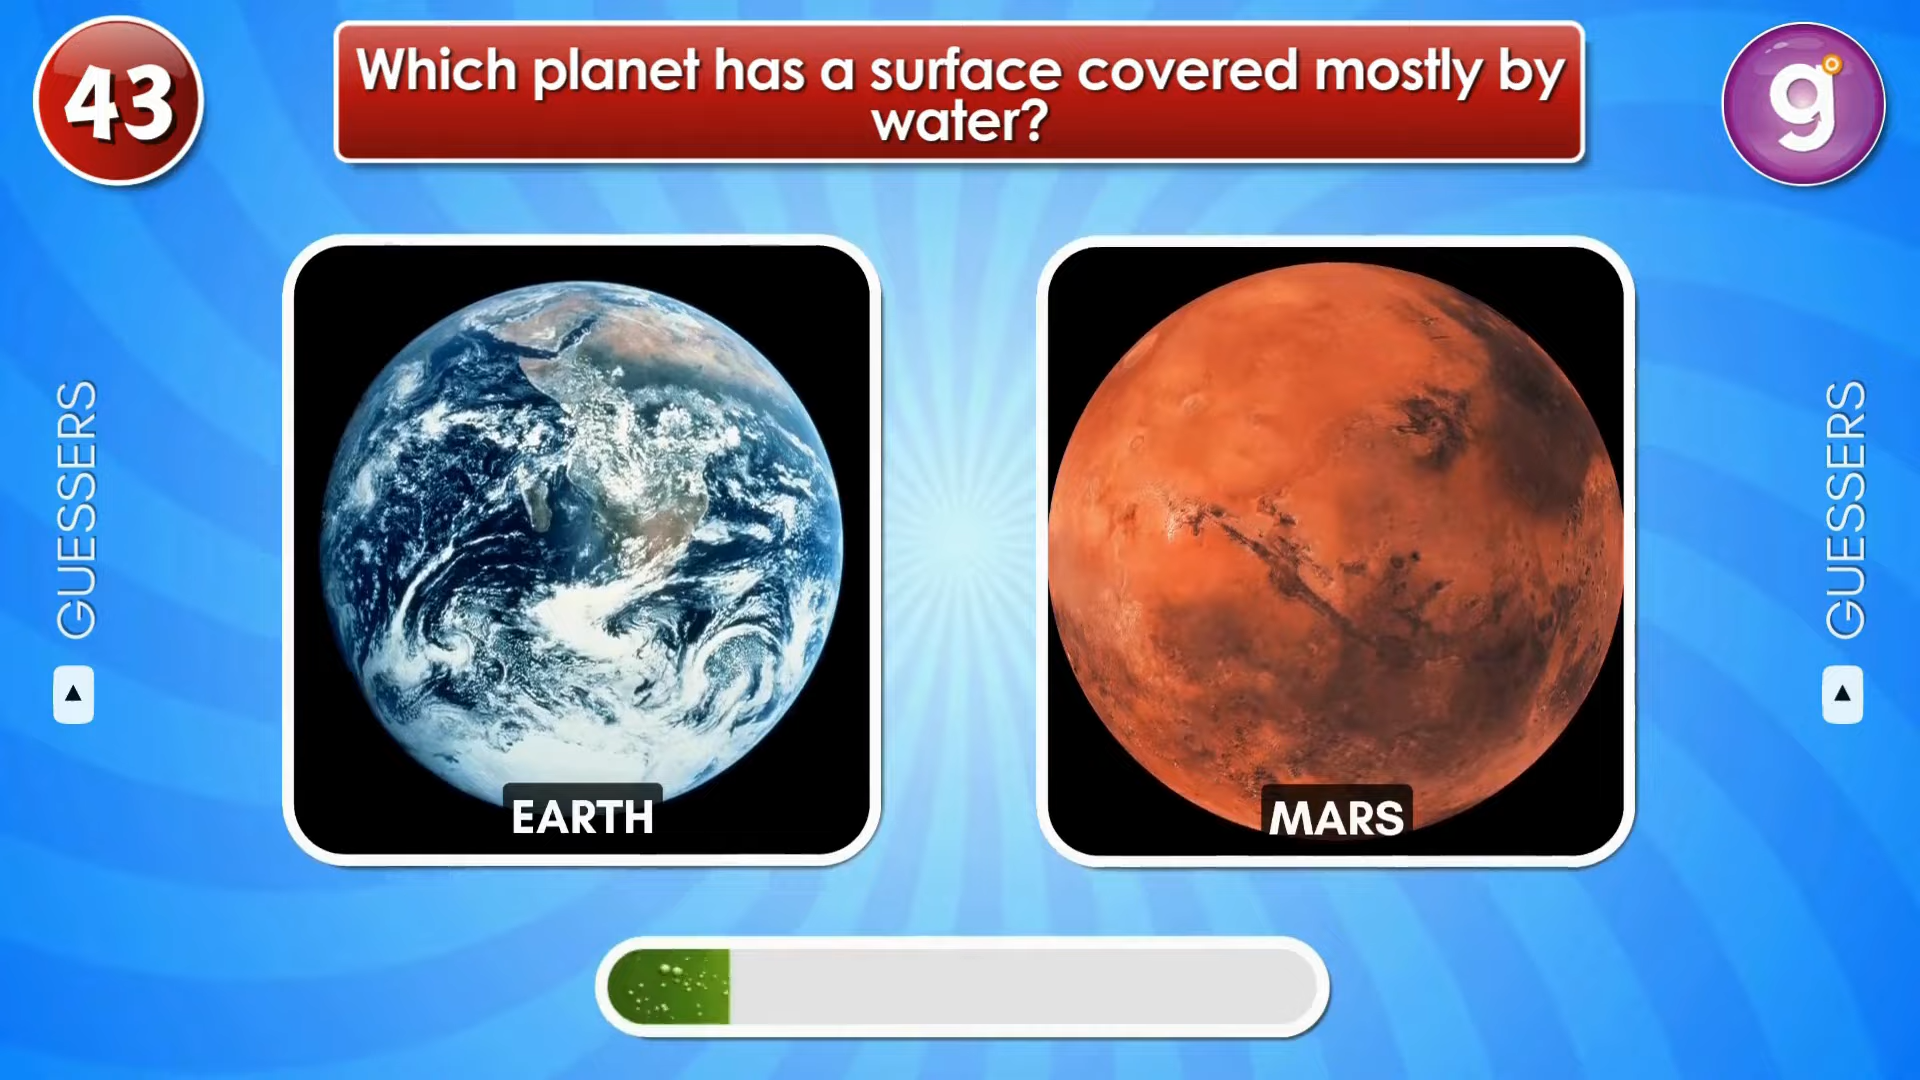 43
Which planet has a surface covered mostly by
water?
g
GUESSERS
GUESSERS
EARTH
MARS